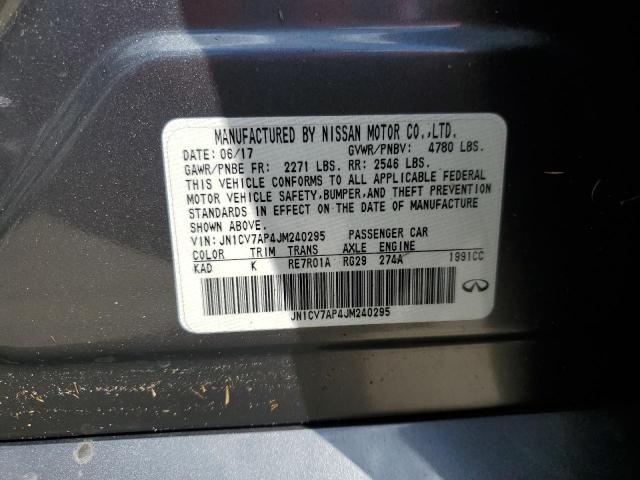 MANUFACTURED BY NISSAN MOTOR CO.,LTD.
DATE: 06/17 GVWR/PNBV: 4780 LBS.
GAWR/PNBE FR: 2271 LBS. RR: 2546 LBS.
THIS VEHICLE CONFORMS TO ALL APPLICABLE FEDERAL
MOTOR VEHICLE SAFETY,BUMPER,AND THEFT PREVENTION
STANDARDS IN EFFECT ON THE DATE OF MANUFACTURE
SHOWN ABOVE.
VIN: JN1CV7AP4JM240295 PASSENGER CAR
COLOR TRIM TRANS AXLE ENGINE
KAD K RE7R01A RG29 274A 1991CC
JN1CV7AP4JM240295